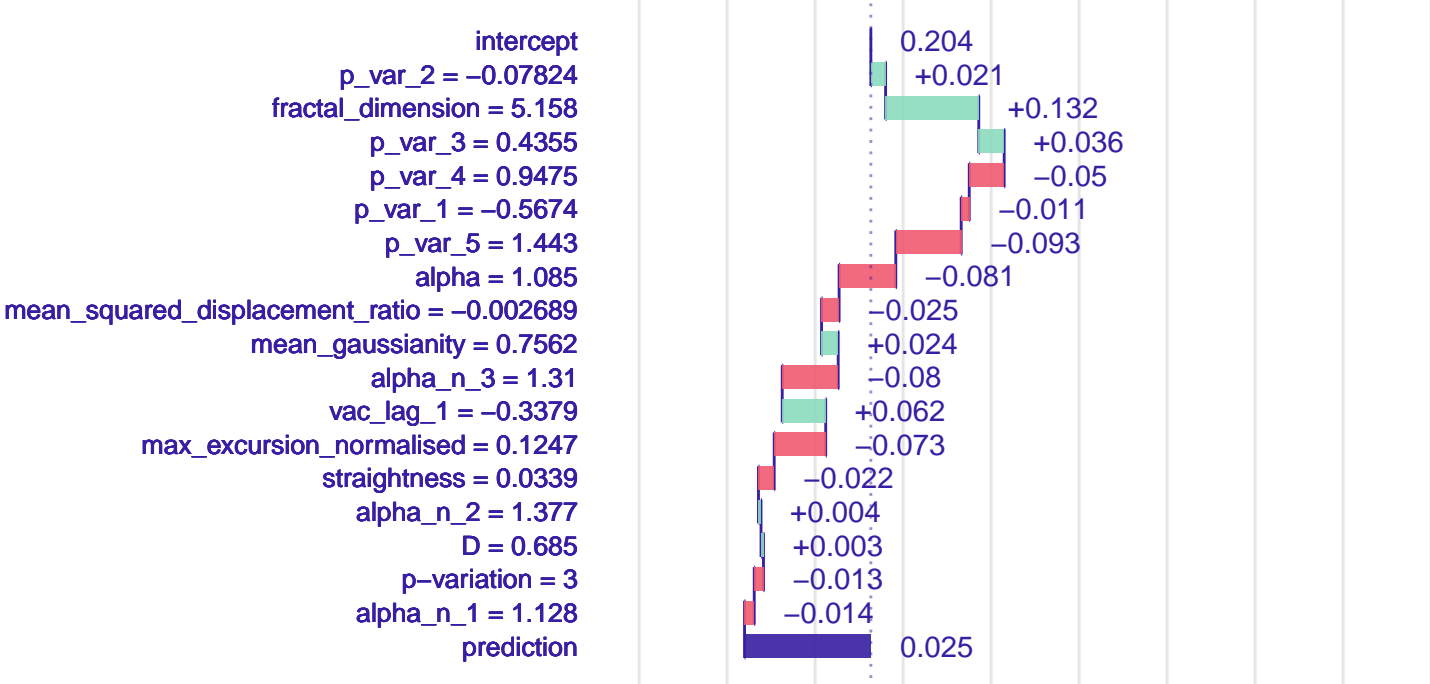 intercept 0.204
p_var_2 = −0.07824 +0.021
fractal_dimension = 5.158 +0.132
p_var_3 = 0.4355 +0.036
p_var_4 = 0.9475 −0.05
p_var_1 = −0.5674 −0.011
p_var_5 = 1.443 −0.093
alpha = 1.085 −0.081
mean_squared_displacement_ratio = −0.002689 −0.025
mean_gaussianity = 0.7562 +0.024
alpha_n_3 = 1.31 −0.08
vac_lag_1 = −0.3379 +0.062
max_excursion_normalised = 0.1247 −0.073
straightness = 0.0339 −0.022
alpha_n_2 = 1.377 +0.004
D = 0.685 +0.003
p−variation = 3 −0.013
alpha_n_1 = 1.128 −0.014
prediction 0.025